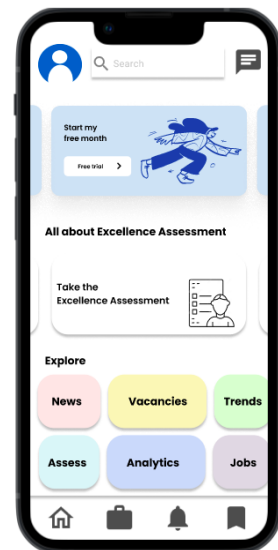 Search
Start my
free month
Free trial
All about Excellence Assessment
Take the
Excellence Assessment
Explore
News
Vacancies
Trends
Assess
Analytics
Jobs